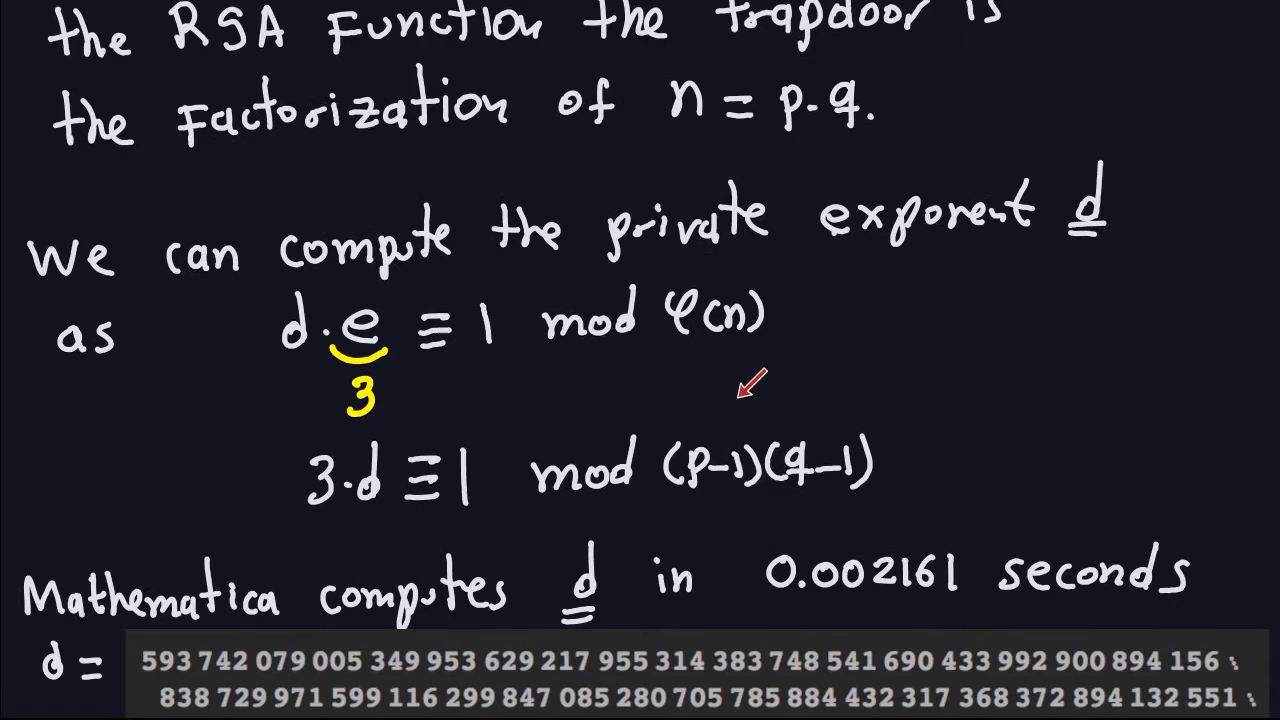 the RSA Function the trapdoor is
the Factorization of n = p·q.
We can compute the private exponent d
as d·e ≡ 1 mod φ(n)
3
3·d ≡ 1 mod (p-1)(q-1)
Mathematica computes d in 0.002161 seconds
d = 593 742 079 005 349 953 629 217 955 314 383 748 541 690 433 992 900 894 156 \
838 729 971 599 116 299 847 085 280 705 785 884 432 317 368 372 894 132 551 \